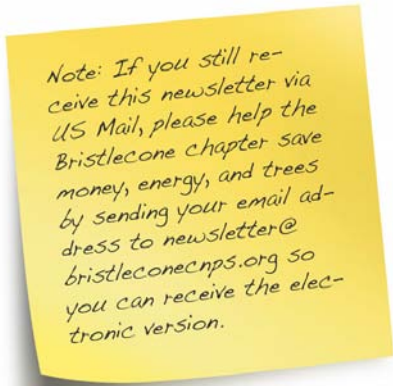 Note: If you still re-
ceive this newsletter via
US Mail, please help the
Bristlecone chapter save
money, energy, and trees
by sending your email ad-
dress to newsletter@
bristleconecnps.org so
you can receive the elec-
tronic version.